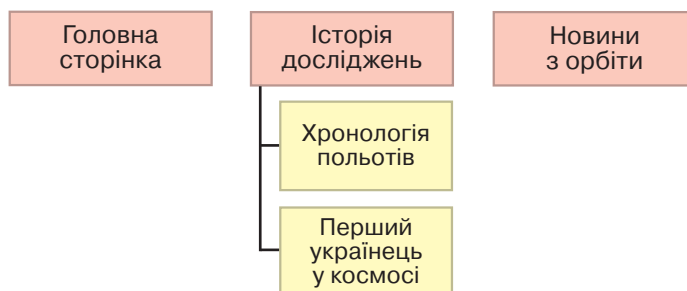 Головна
сторінка
Історія
досліджень
Новини
з орбіти
Хронологія
польотів
Перший
українець
у космосі